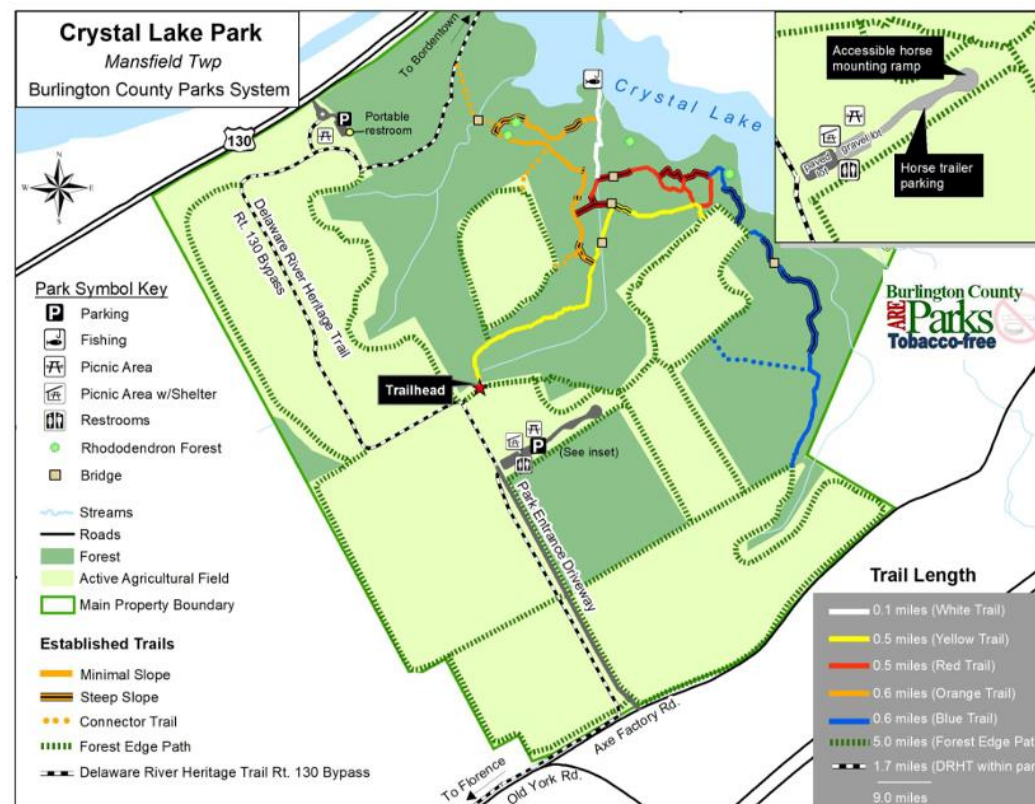 Crystal Lake Park
Mansfield Twp
Burlington County Parks System
To Bordentown
130
P
Portable
restroom
Crystal Lake
Accessible horse
mounting ramp
paved
lot
gravel lot
Horse trailer
parking
N
W
E
S
Delaware River Heritage Trail
Rt. 130 Bypass
Park Symbol Key
P
Parking
Fishing
Picnic Area
Picnic Area w/Shelter
Restrooms
Rhododendron Forest
Bridge
Streams
Roads
Forest
Active Agricultural Field
Main Property Boundary
Established Trails
Minimal Slope
Steep Slope
Connector Trail
Forest Edge Path
Delaware River Heritage Trail Rt. 130 Bypass
Trailhead
P
(See inset)
Park Entrance Driveway
Axe Factory Rd.
To Florence
Old York Rd.
Burlington County
ARE
Parks
Tobacco-free
Trail Length
0.1 miles (White Trail)
0.5 miles (Yellow Trail)
0.5 miles (Red Trail)
0.6 miles (Orange Trail)
0.6 miles (Blue Trail)
5.0 miles (Forest Edge Pat
1.7 miles (DRHT within par
9.0 miles